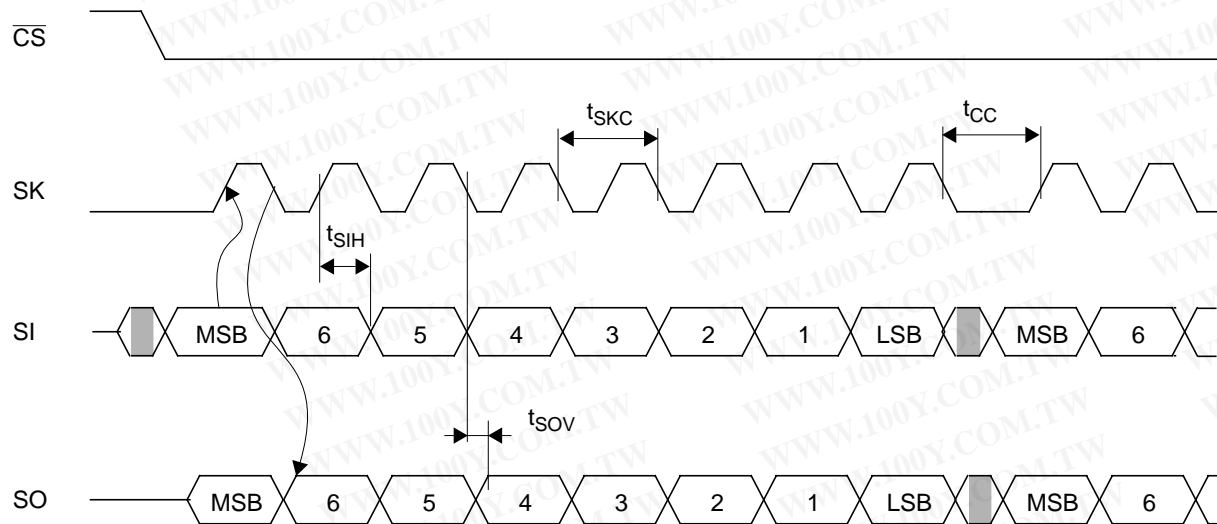 CS
SK
tSKC
tCC
tSIH
SI
MSB 6 5 4 3 2 1 LSB MSB 6
tSOV
SO
MSB 6 5 4 3 2 1 LSB MSB 6
WWW.100Y.COM.TW